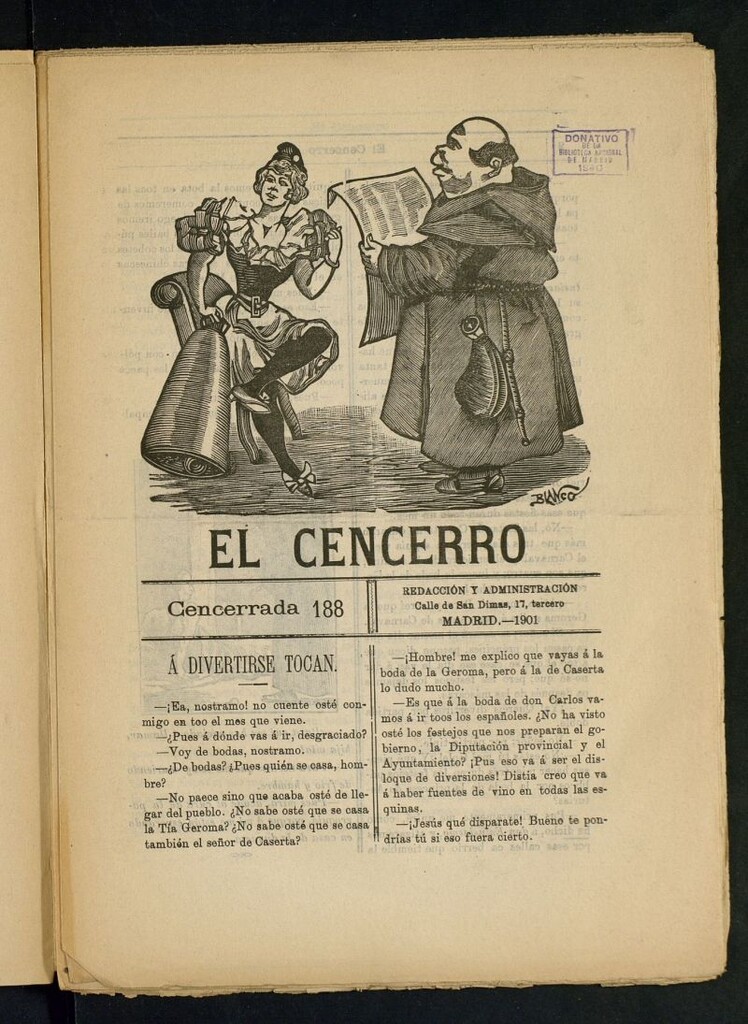 DONATIVO
DE LA
BIBLIOTECA NACIONAL
DE MADRID
BLANCO
EL CENCERRO
Cencerrada 188
REDACCIÓN Y ADMINISTRACIÓN
Calle de San Dimas, 17, tercero
MADRID.—1901
Á DIVERTIRSE TOCAN.
—¡Ea, nostramo! no cuente osté con-
migo en too el mes que viene.
—¿Pues á dónde vas á ir, desgraciado?
—Voy de bodas, nostramo.
—¿De bodas? ¿Pues quién se casa, hom-
bre?
—No paece sino que acaba osté de lle-
gar del pueblo. ¿No sabe osté que se casa
la Tía Geroma? ¿No sabe osté que se casa
también el señor de Caserta?
—¡Hombre! me explico que vayas á la
boda de la Geroma, pero á la de Caserta
lo dudo mucho.
—Es que á la boda de don Carlos va-
mos á ir toos los españoles. ¿No ha visto
osté los festejos que nos preparan el go-
bierno, la Diputación provincial y el
Ayuntamiento? ¡Pus eso va á ser el dis-
loque de diversiones! Distía creo que va
á haber fuentes de vino en todas las es-
quinas.
—¡Jesús qué disparate! Bueno te pon-
drías tú si eso fuera cierto.